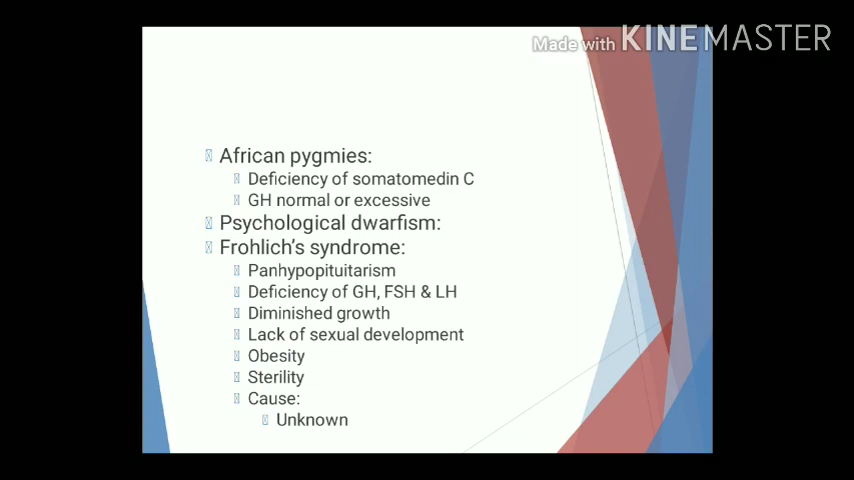 Made with KINEMASTER
African pygmies:
Deficiency of somatomedin C
GH normal or excessive
Psychological dwarfism:
Frohlich's syndrome:
Panhypopituitarism
Deficiency of GH, FSH & LH
Diminished growth
Lack of sexual development
Obesity
Sterility
Cause:
Unknown